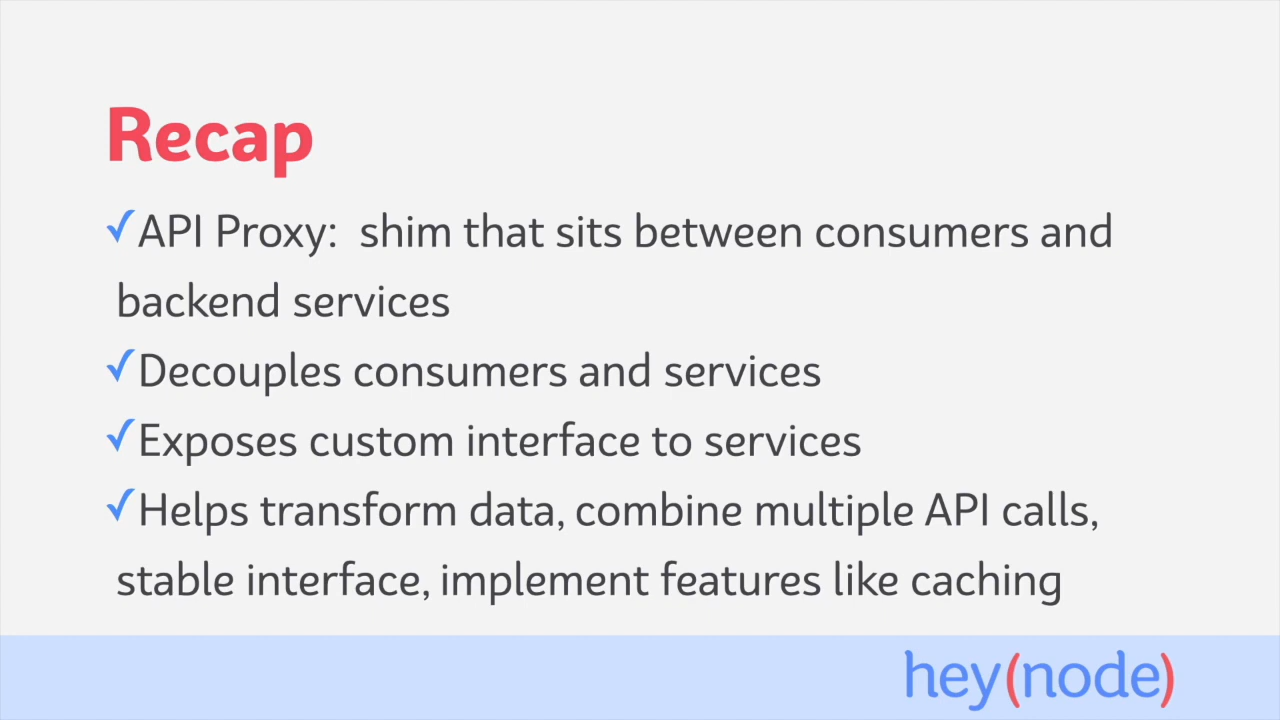 Recap
✓API Proxy:  shim that sits between consumers and
backend services
✓Decouples consumers and services
✓Exposes custom interface to services
✓Helps transform data, combine multiple API calls,
stable interface, implement features like caching
hey(node)